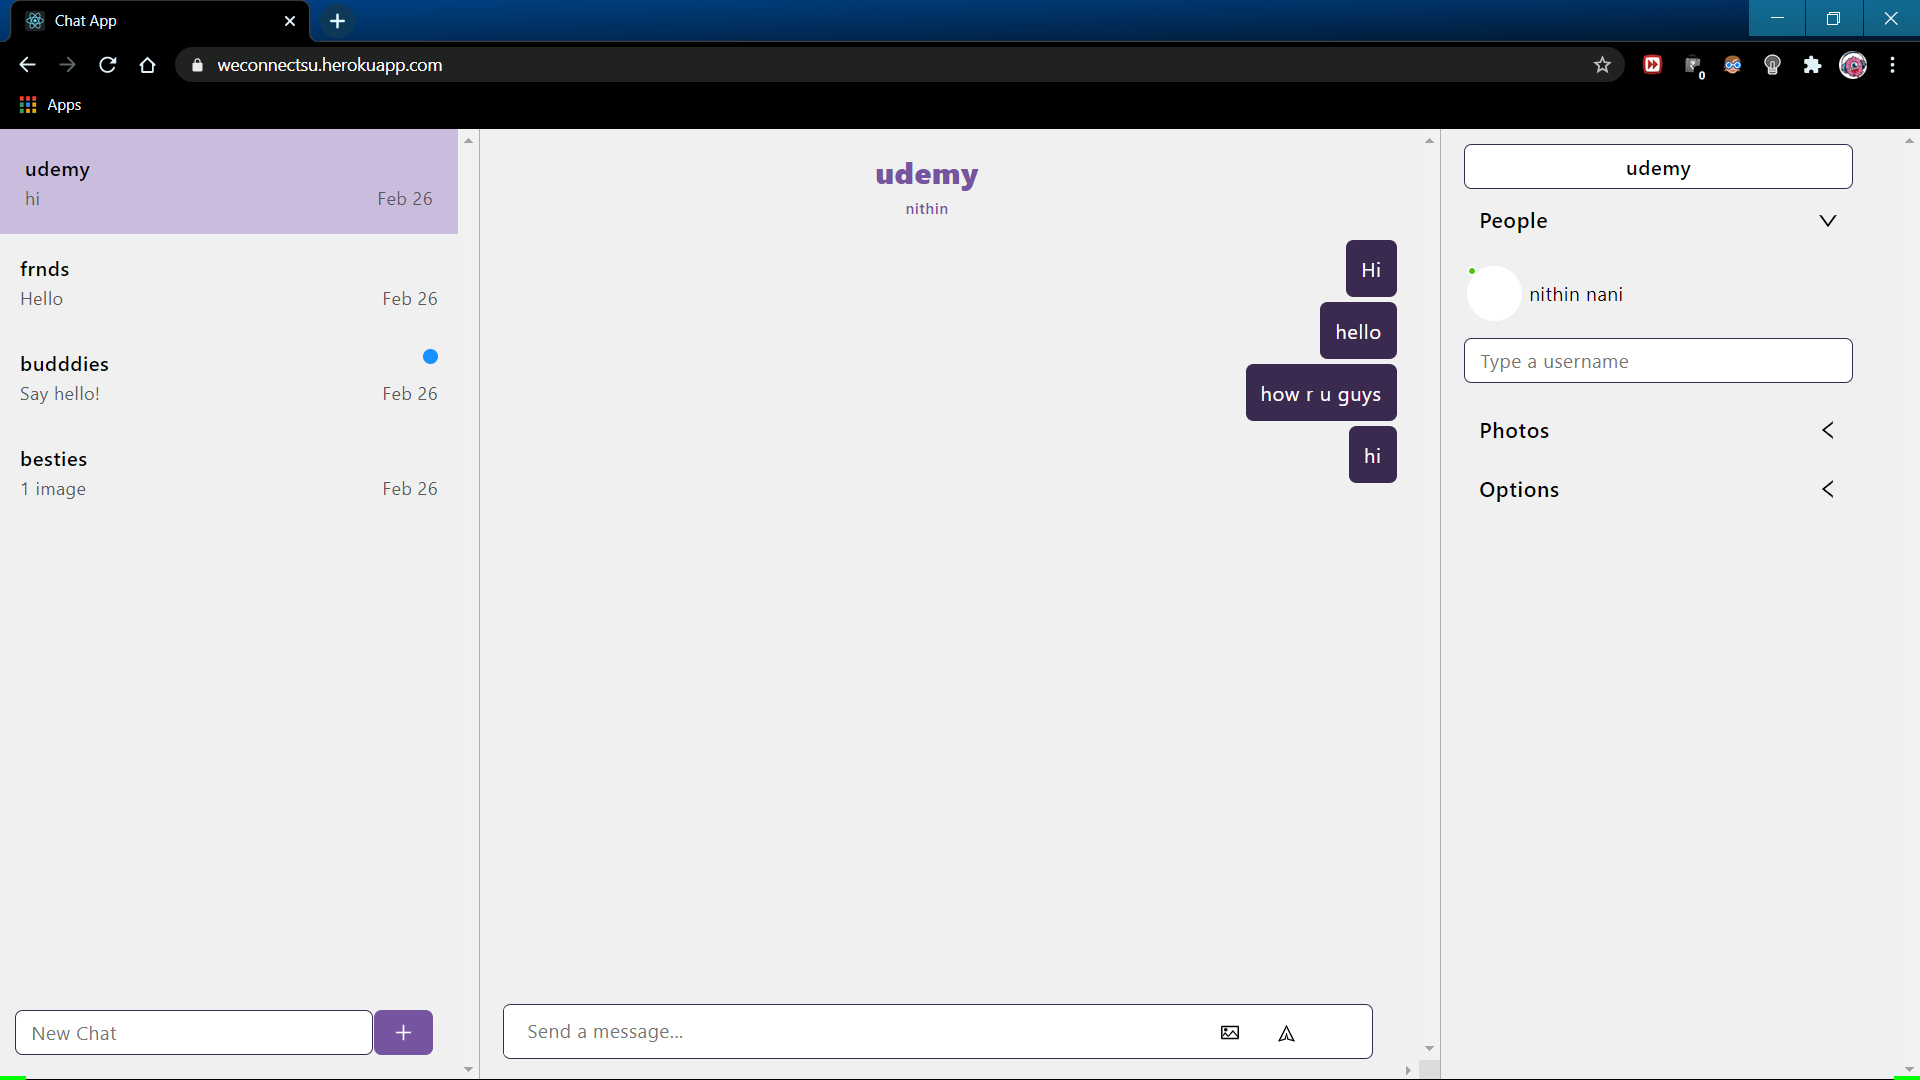 Chat App
weconnectsu.herokuapp.com
0
Apps
udemy
hi Feb 26
frnds
Hello Feb 26
budddies
Say hello! Feb 26
besties
1 image Feb 26
New Chat
udemy
nithin
Hi
hello
how r u guys
hi
Send a message...
udemy
People
nithin nani
Type a username
Photos
Options